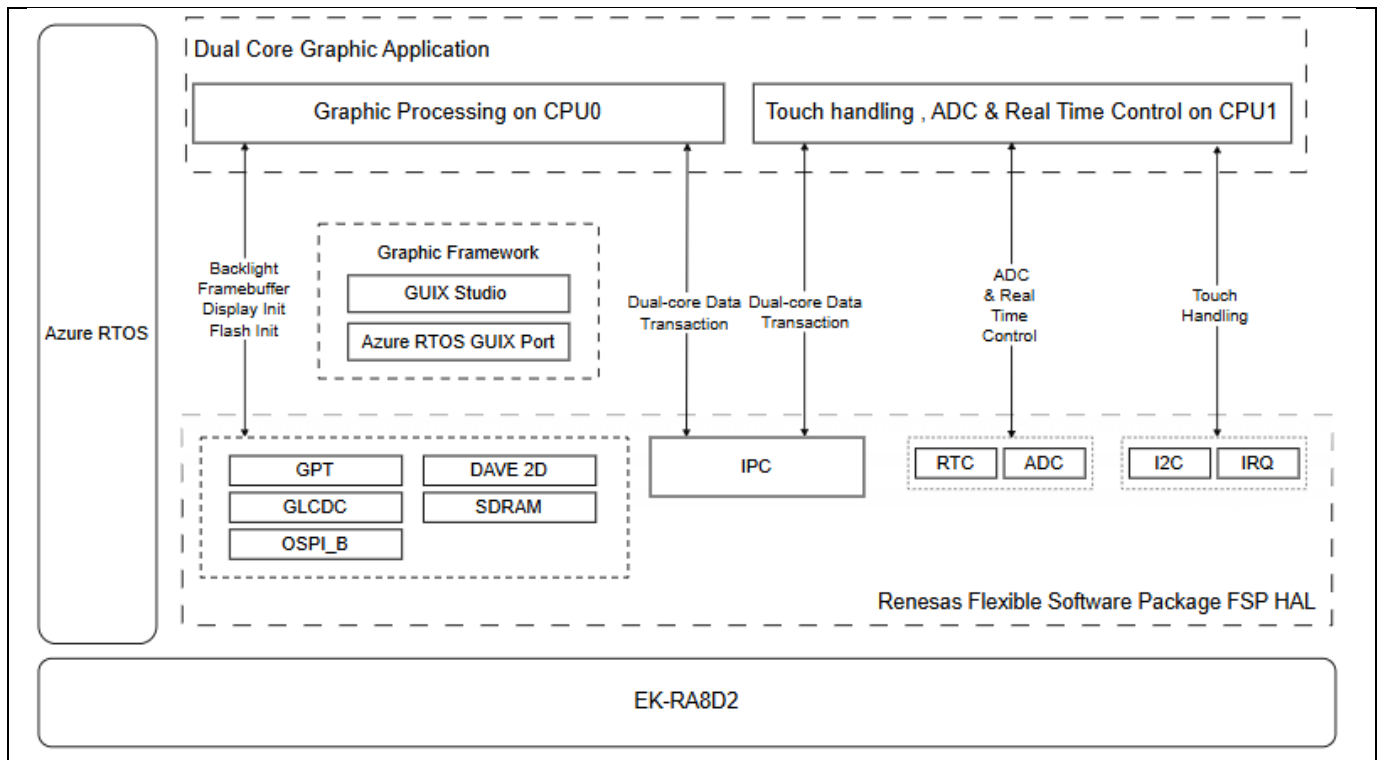 Dual Core Graphic Application
Graphic Processing on CPU0
Touch handling , ADC & Real Time Control on CPU1
Azure RTOS
Backlight
Framebuffer
Display Init
Flash Init
Graphic Framework
GUIX Studio
Azure RTOS GUIX Port
Dual-core Data
Transaction
Dual-core Data
Transaction
ADC
& Real
Time
Control
Touch
Handling
GPT
DAVE 2D
GLCDC
SDRAM
OSPI_B
IPC
RTC
ADC
I2C
IRQ
Renesas Flexible Software Package FSP HAL
EK-RA8D2